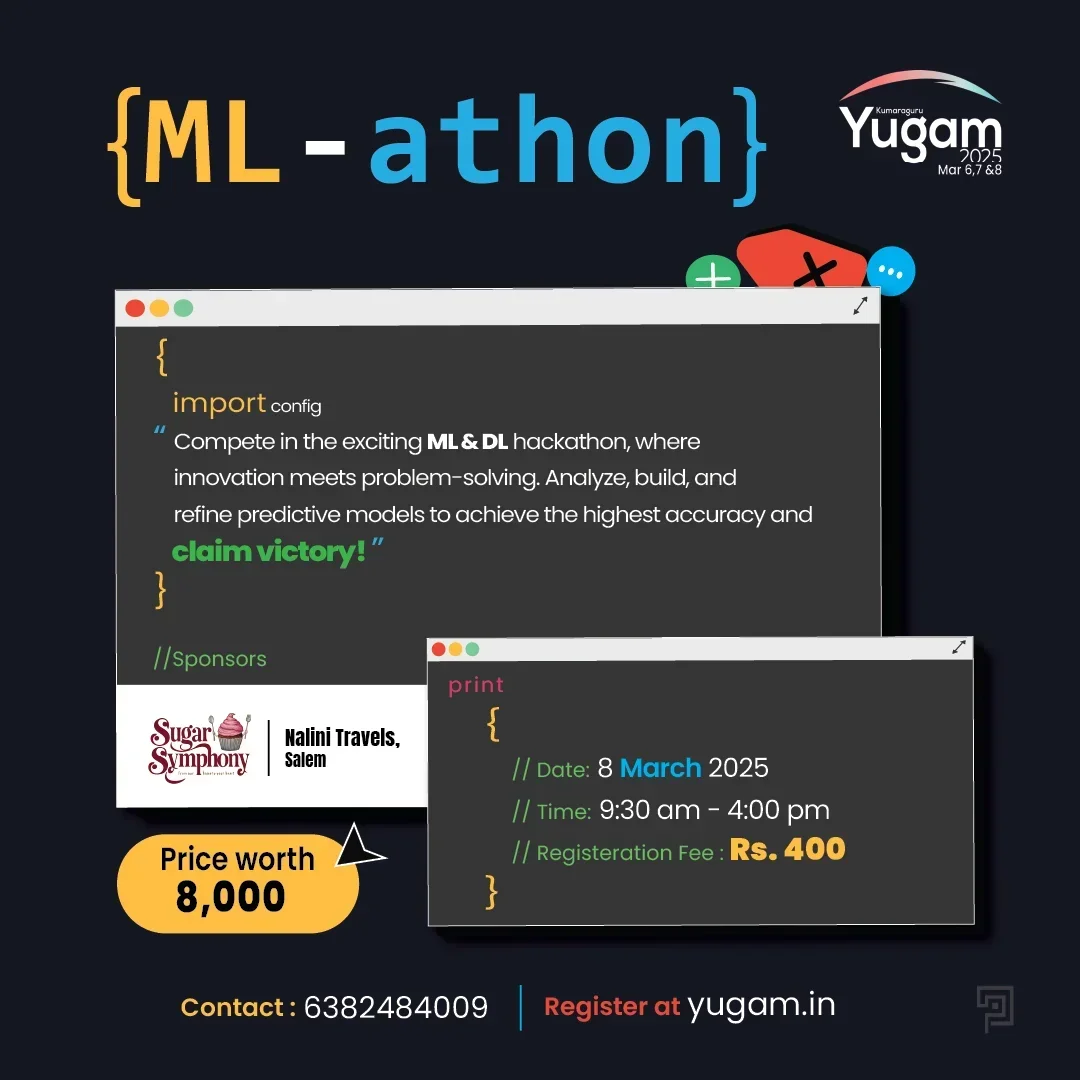 {ML-athon}
Kumaraguru
Yugam
2025
Mar 6,7 &8
{
import config
“ Compete in the exciting ML & DL hackathon, where
innovation meets problem-solving. Analyze, build, and
refine predictive models to achieve the highest accuracy and
claim victory! ”
}
//Sponsors
Sugar
Symphony
Nalini Travels,
Salem
print
{
// Date: 8 March 2025
// Time: 9:30 am - 4:00 pm
// Registeration Fee : Rs. 400
}
Price worth
8,000
Contact : 6382484009
Register at yugam.in